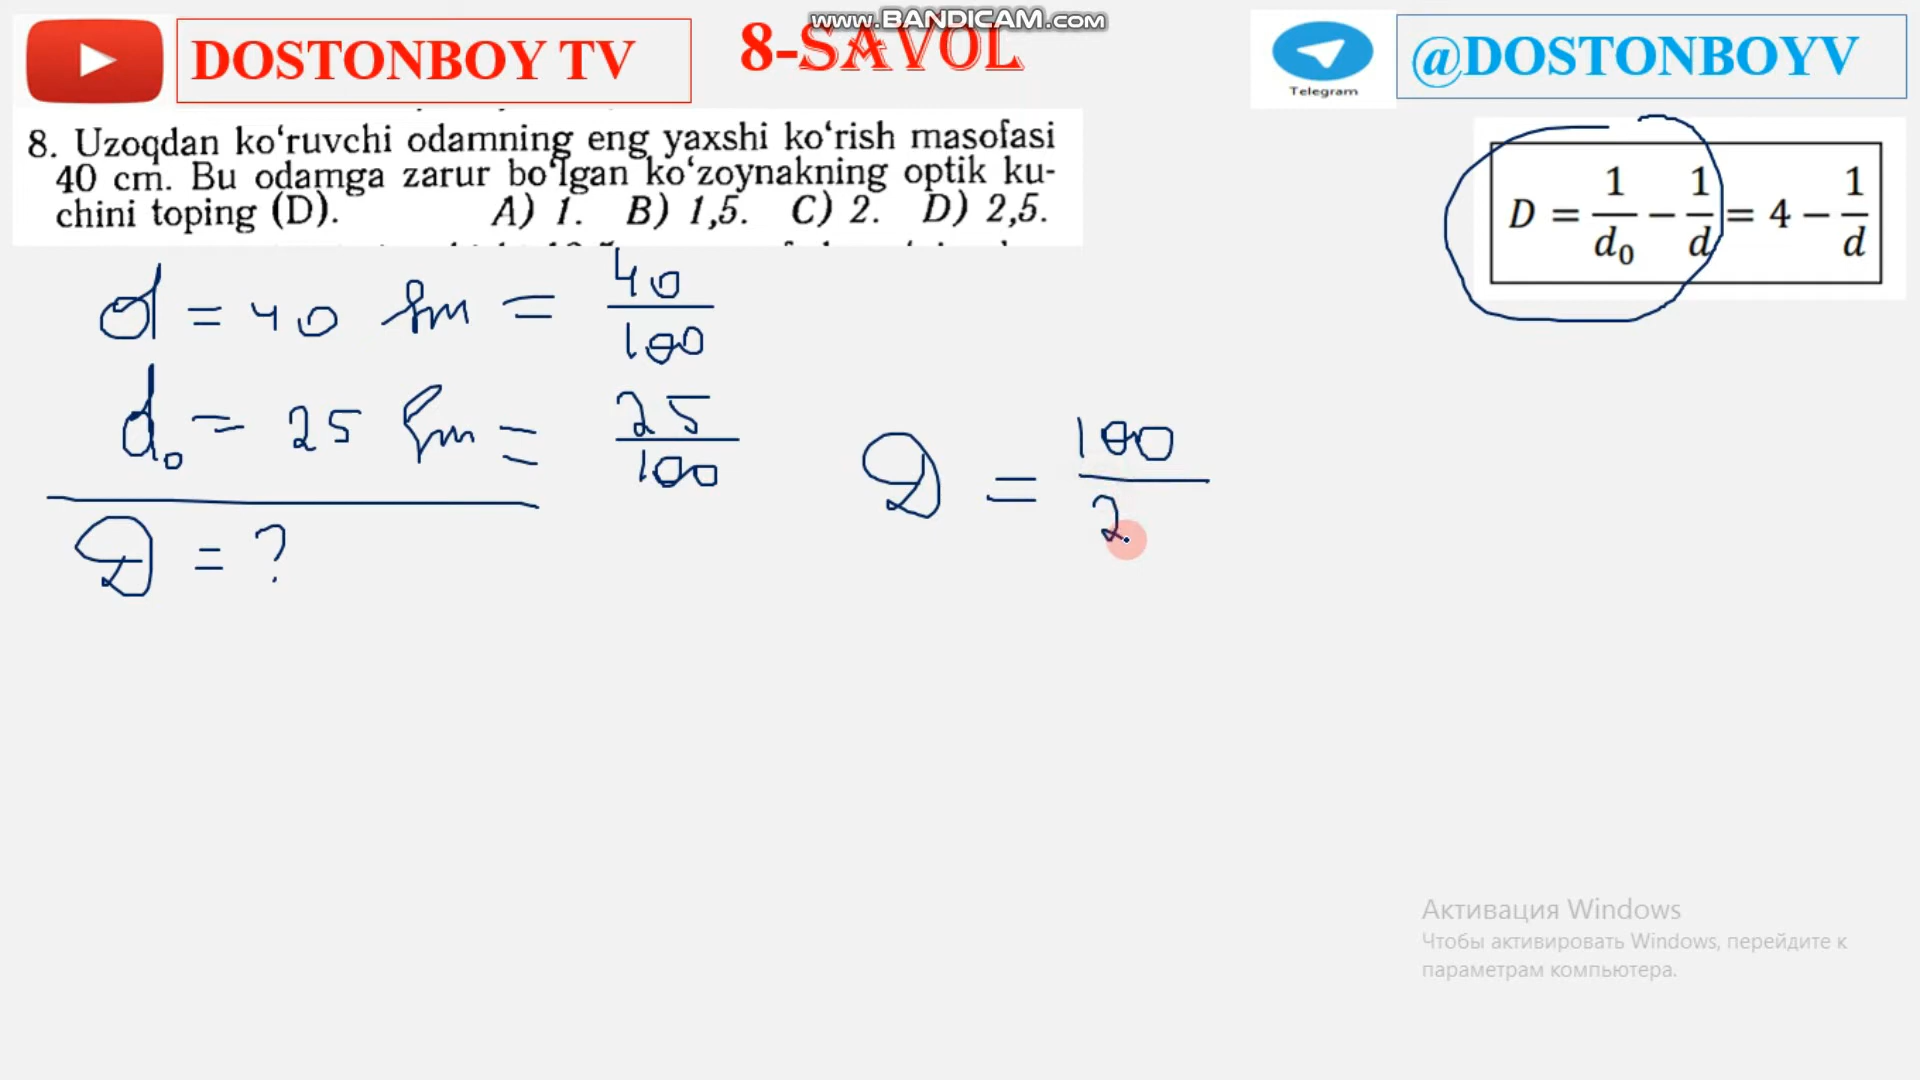 www.BANDICAM.com
DOSTONBOY TV
8-SAVOL
Telegram
@DOSTONBOYV
8. Uzoqdan ko‘ruvchi odamning eng yaxshi ko‘rish masofasi
40 cm. Bu odamga zarur bo‘lgan ko‘zoynakning optik ku-
chini toping (D). A) 1. B) 1,5. C) 2. D) 2,5.
D = 1/d₀ − 1/d = 4 − 1/d
d = 40 sm = 40/100
d₀ = 25 sm = 25/100
D = ?
D = 100/2
Активация Windows
Чтобы активировать Windows, перейдите к
параметрам компьютера.